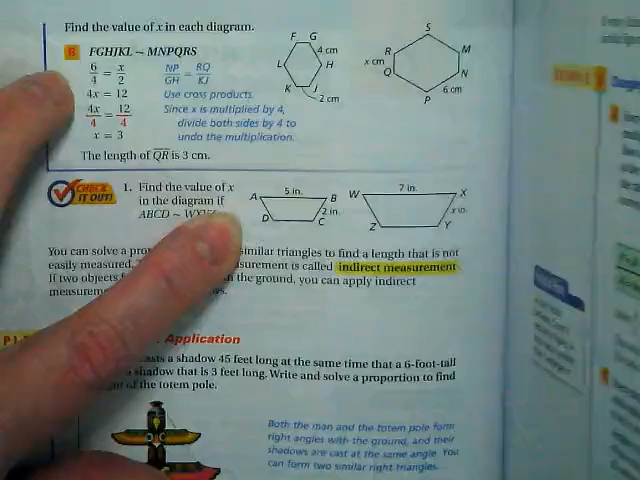 Find the value of x in each diagram.
B FGHJKL ~ MNPQRS
6/4 = x/2 NP/GH = RQ/KJ
4x = 12 Use cross products.
4x/4 = 12/4 Since x is multiplied by 4,
divide both sides by 4 to
x = 3 undo the multiplication.
The length of QR is 3 cm.
F G
4 cm
L H
K J
2 cm
S
R M
x cm
Q N
6 cm
P
CHECK IT OUT!
1. Find the value of x
in the diagram if
ABCD ~
A 5 in. B
2 in.
D C
W 7 in. X
x in.
Z Y
You can solve a similar triangles to find a length that is not
easily measured. is called indirect measurement
If two objects the ground, you can apply indirect
Application
a shadow 45 feet long at the same time that a 6-foot-tall
shadow that is 3 feet long. Write and solve a proportion to find
of the totem pole.
Both the man and the totem pole form
right angles with the ground, and their
shadows are cast at the same angle. You
can form two similar right triangles.